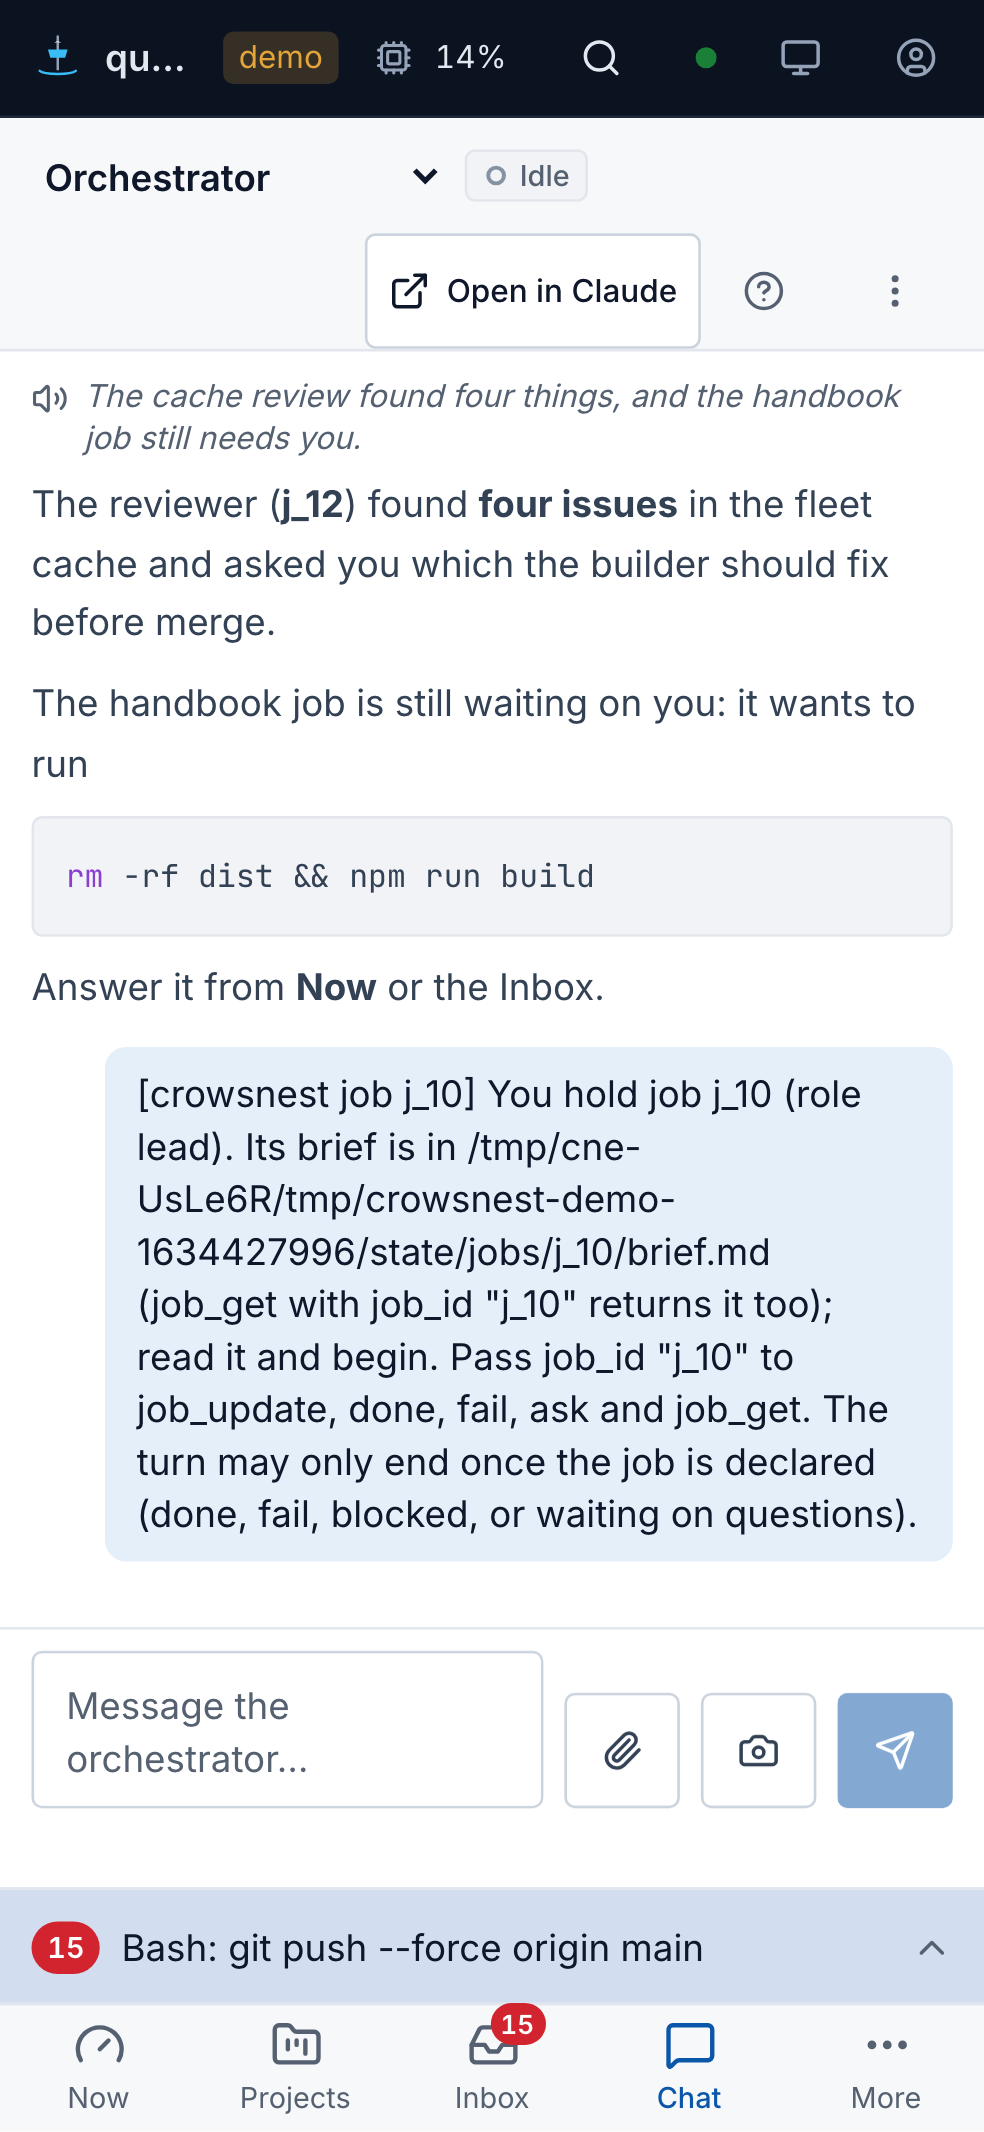 qu...
demo
14%
Orchestrator
Idle
Open in Claude
The cache review found four things, and the handbook
job still needs you.
The reviewer (j_12) found four issues in the fleet
cache and asked you which the builder should fix
before merge.
The handbook job is still waiting on you: it wants to
run
rm -rf dist && npm run build
Answer it from Now or the Inbox.
[crowsnest job j_10] You hold job j_10 (role
lead). Its brief is in /tmp/cne-
UsLe6R/tmp/crowsnest-demo-
1634427996/state/jobs/j_10/brief.md
(job_get with job_id "j_10" returns it too);
read it and begin. Pass job_id "j_10" to
job_update, done, fail, ask and job_get. The
turn may only end once the job is declared
(done, fail, blocked, or waiting on questions).
Message the
orchestrator...
15
Bash: git push --force origin main
15
Now
Projects
Inbox
Chat
More